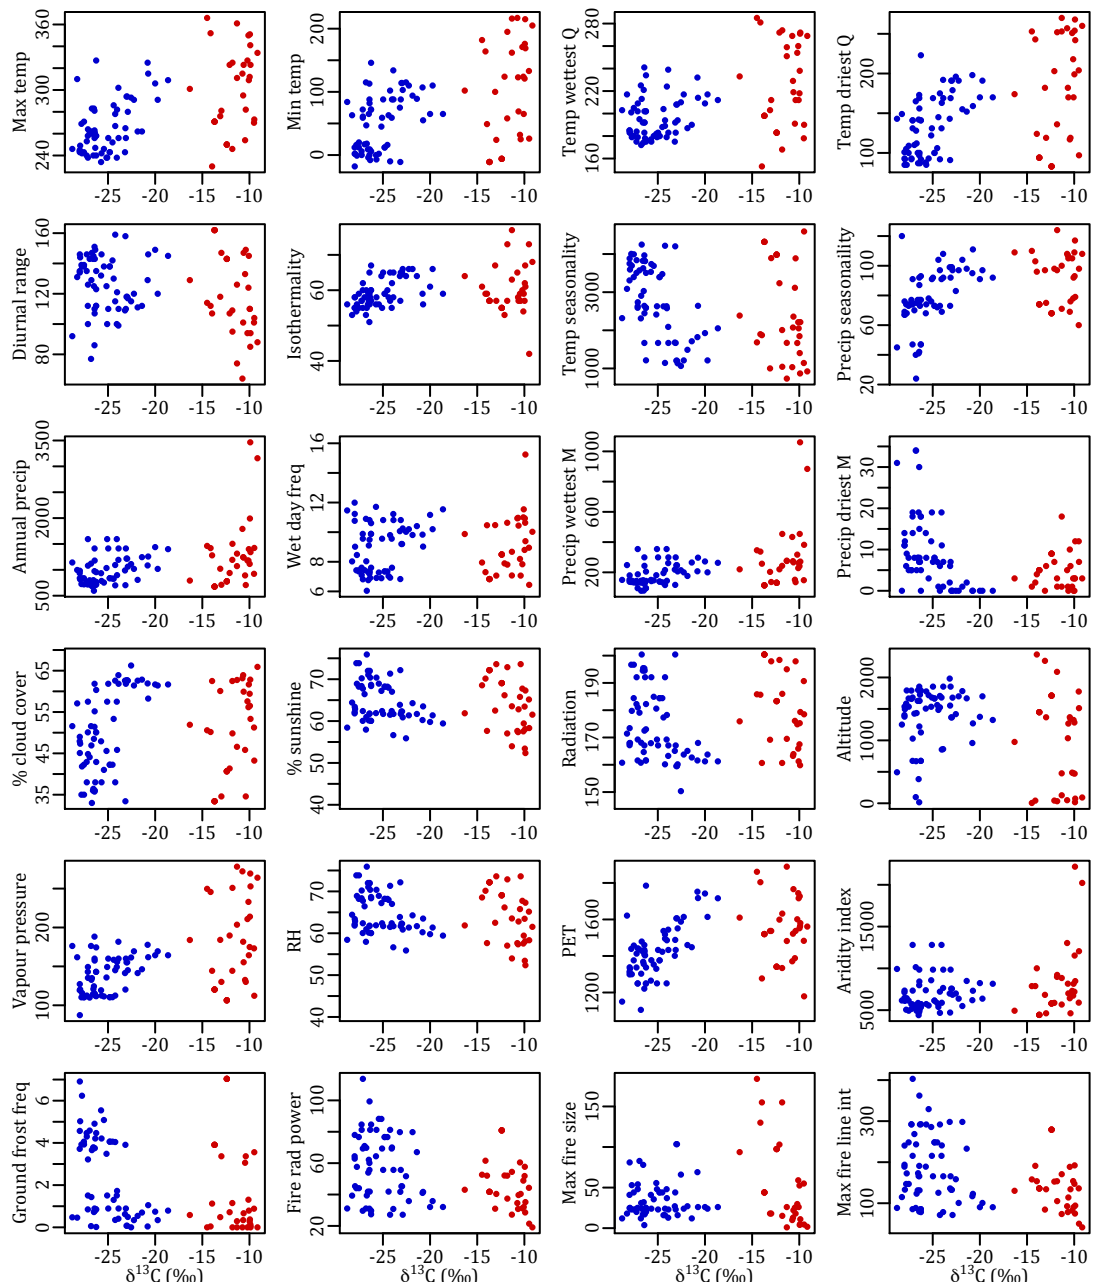 Max temp
240 300 360
-25 -20 -15 -10
Min temp
0 100 200
-25 -20 -15 -10
Temp wettest Q
160 200 240 280
-25 -20 -15 -10
Temp driest Q
100 200
-25 -20 -15 -10
Diurnal range
80 120 160
-25 -20 -15 -10
Isothermality
40 60
-25 -20 -15 -10
Temp seasonality
1000 3000
-25 -20 -15 -10
Precip seasonality
20 60 100
-25 -20 -15 -10
Annual precip
500 2000 3500
-25 -20 -15 -10
Wet day freq
6 8 12 16
-25 -20 -15 -10
Precip wettest M
200 600 1000
-25 -20 -15 -10
Precip driest M
0 10 20 30
-25 -20 -15 -10
% cloud cover
35 45 55 65
-25 -20 -15 -10
% sunshine
40 50 60 70
-25 -20 -15 -10
Radiation
150 170 190
-25 -20 -15 -10
Altitude
0 1000 2000
-25 -20 -15 -10
Vapour pressure
100 200
-25 -20 -15 -10
RH
40 50 60 70
-25 -20 -15 -10
PET
1200 1600
-25 -20 -15 -10
Aridity index
5000 15000
-25 -20 -15 -10
Ground frost freq
0 2 4 6
-25 -20 -15 -10
δ¹³C (‰)
Fire rad power
20 60 100
-25 -20 -15 -10
δ¹³C (‰)
Max fire size
0 50 150
-25 -20 -15 -10
δ¹³C (‰)
Max fire line int
100 300
-25 -20 -15 -10
δ¹³C (‰)